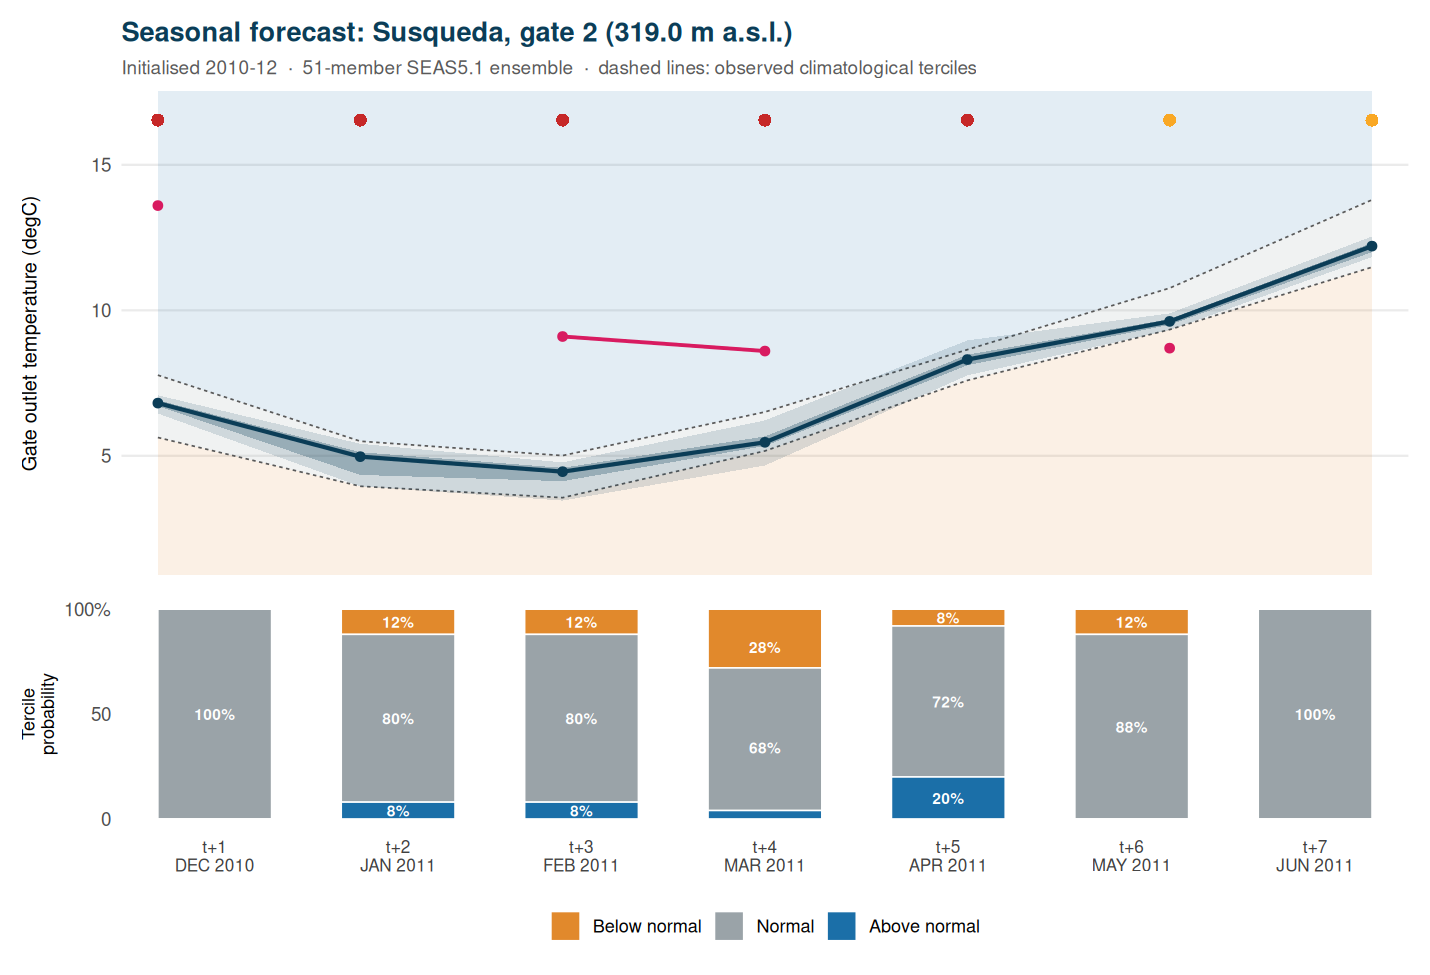 Seasonal forecast: Susqueda, gate 2 (319.0 m a.s.l.)
Initialised 2010-12 · 51-member SEAS5.1 ensemble · dashed lines: observed climatological terciles
Gate outlet temperature (degC)
15
10
5
Tercile
probability
100%
50
0
100%
12%
80%
8%
12%
80%
8%
28%
68%
8%
72%
20%
12%
88%
100%
t+1
DEC 2010
t+2
JAN 2011
t+3
FEB 2011
t+4
MAR 2011
t+5
APR 2011
t+6
MAY 2011
t+7
JUN 2011
Below normal
Normal
Above normal